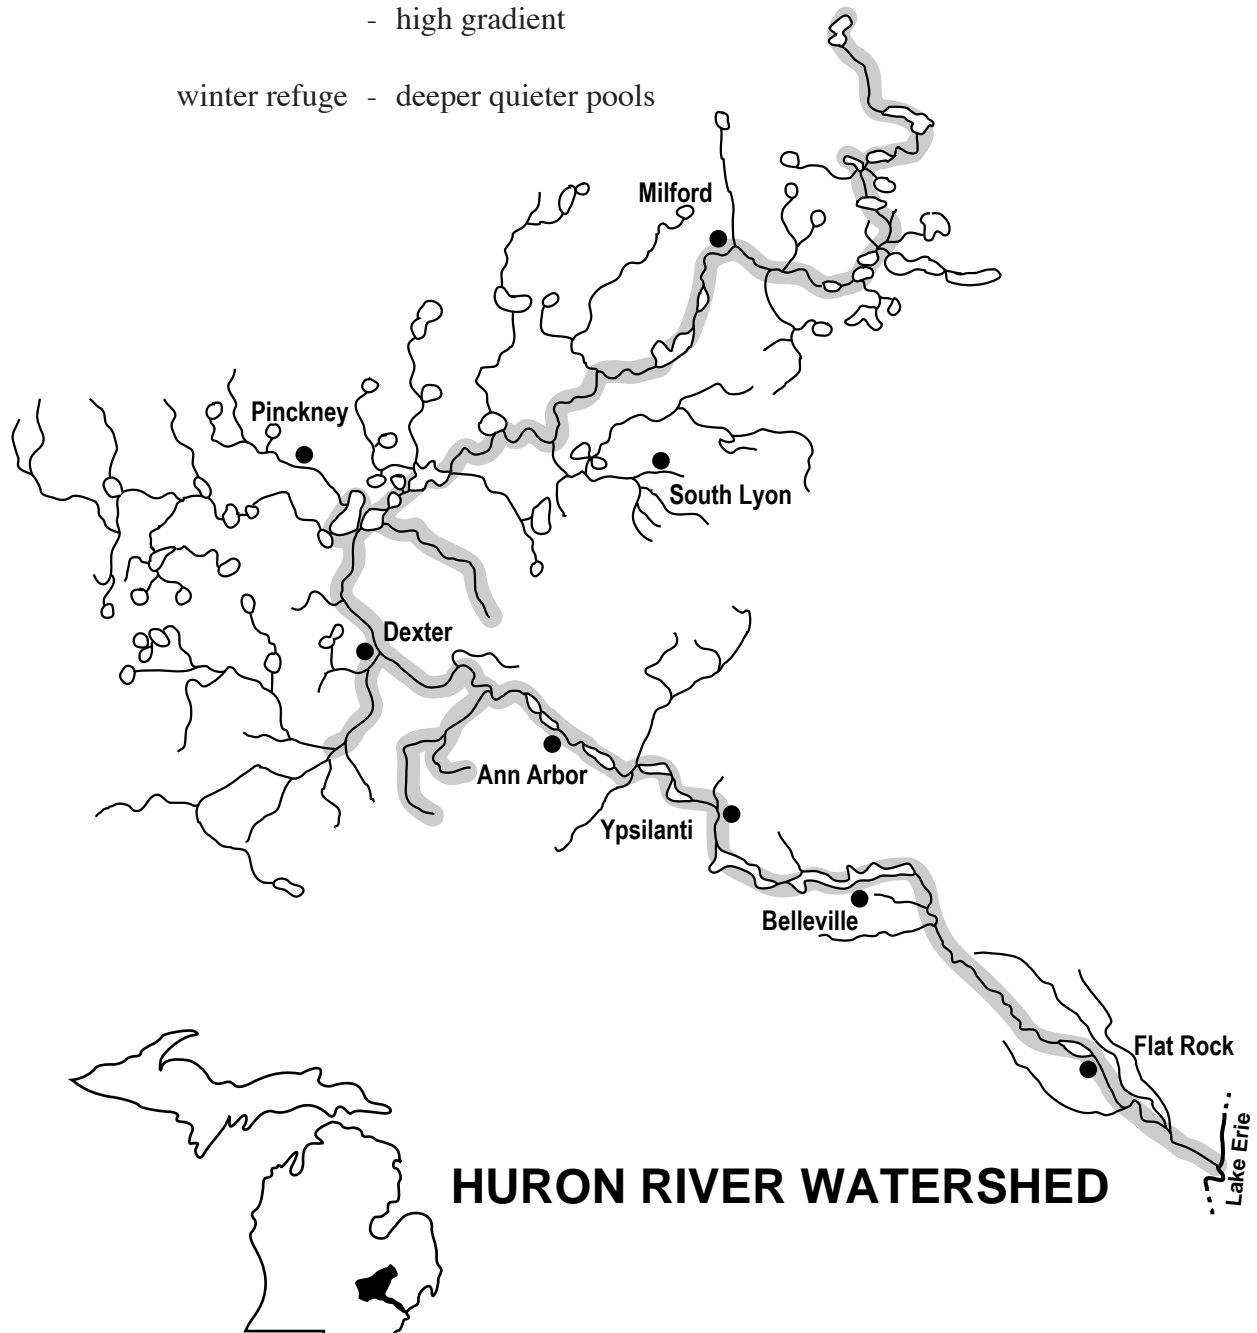 - high gradient
winter refuge - deeper quieter pools
Milford
Pinckney
South Lyon
Dexter
Ann Arbor
Ypsilanti
Belleville
Flat Rock
Lake Erie
HURON RIVER WATERSHED